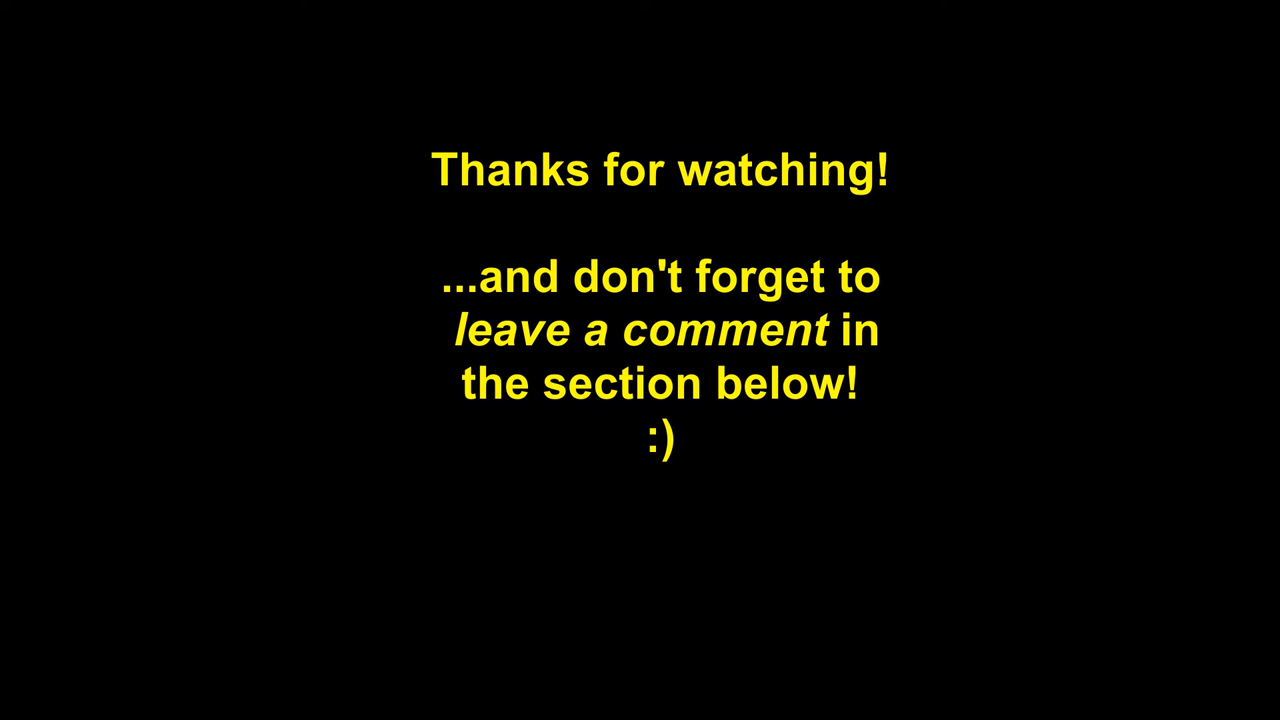 Thanks for watching!
...and don't forget to
leave a comment in
the section below!
:)